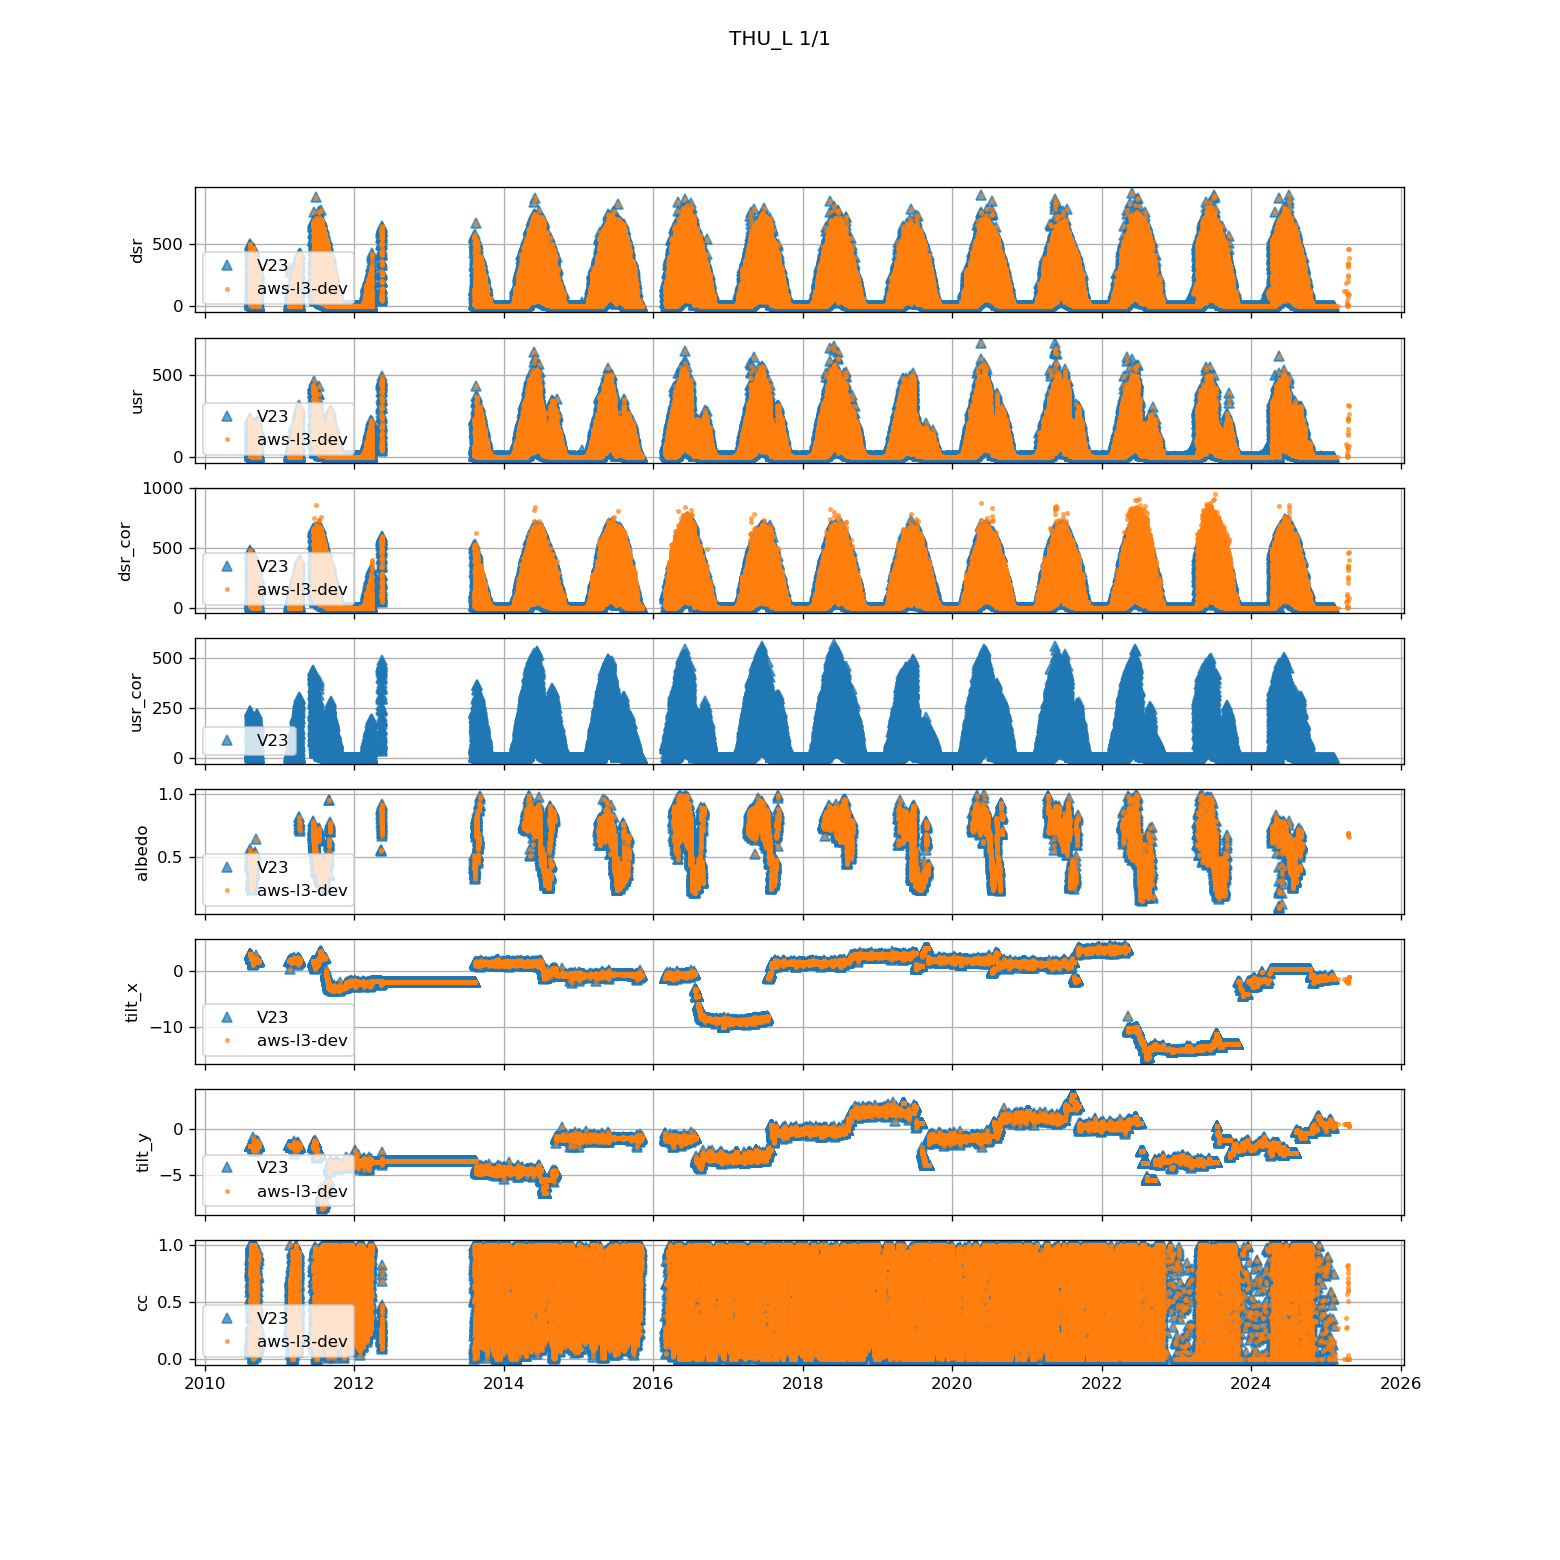 THU_L 1/1
dsr
500
0
V23
aws-l3-dev
usr
500
0
V23
aws-l3-dev
dsr_cor
1000
500
0
V23
aws-l3-dev
usr_cor
500
250
0
V23
albedo
1.0
0.5
V23
aws-l3-dev
tilt_x
0
−10
V23
aws-l3-dev
tilt_y
0
−5
V23
aws-l3-dev
cc
1.0
0.5
0.0
V23
aws-l3-dev
2010 2012 2014 2016 2018 2020 2022 2024 2026